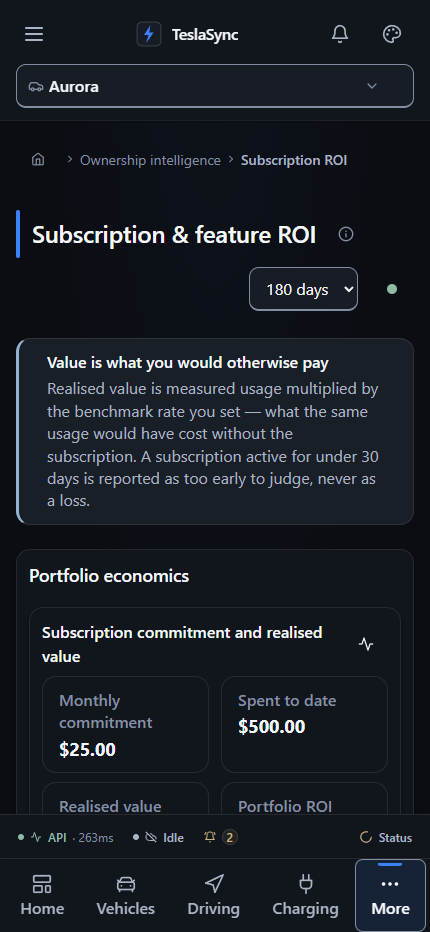 TeslaSync
Aurora
Ownership intelligence
Subscription ROI
Subscription & feature ROI
180 days
Value is what you would otherwise pay
Realised value is measured usage multiplied by
the benchmark rate you set — what the same
usage would have cost without the
subscription. A subscription active for under 30
days is reported as too early to judge, never as
a loss.
Portfolio economics
Subscription commitment and realised
value
Monthly
commitment
$25.00
Spent to date
$500.00
Realised value
Portfolio ROI
API · 263ms
Idle
2
Status
Home
Vehicles
Driving
Charging
More